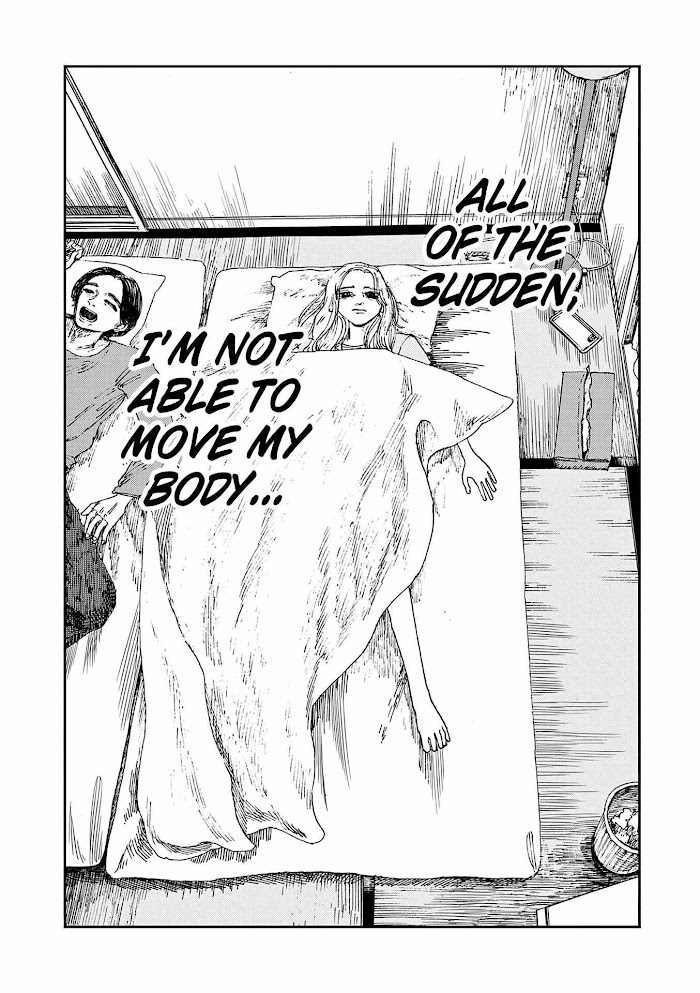 ALL
OF THE
SUDDEN,
I'M NOT
ABLE TO
MOVE MY
BODY...